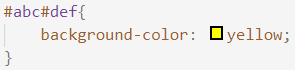 #abc#def{
    background-color: yellow;
}